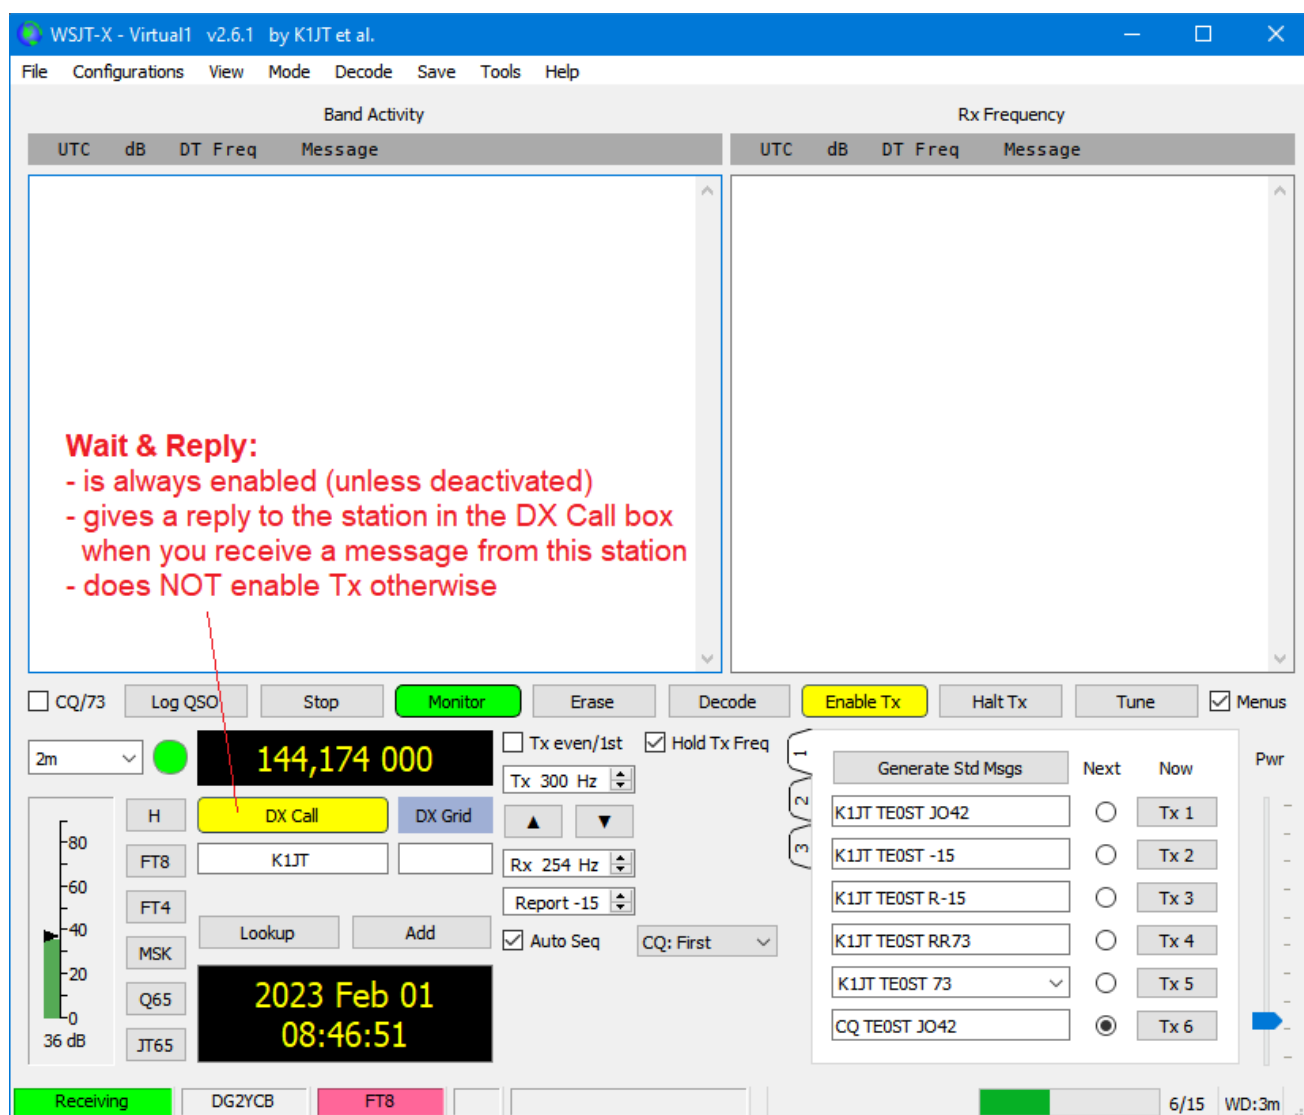 WSJT-X - Virtual1 v2.6.1 by K1JT et al.
File Configurations View Mode Decode Save Tools Help
Band Activity
Rx Frequency
UTC dB DT Freq Message
UTC dB DT Freq Message
Wait & Reply:
- is always enabled (unless deactivated)
- gives a reply to the station in the DX Call box
when you receive a message from this station
- does NOT enable Tx otherwise
CQ/73 Log QSO Stop Monitor Erase Decode Enable Tx Halt Tx Tune Menus
2m
144,174 000
Tx even/1st Hold Tx Freq
Tx 300 Hz
H DX Call DX Grid
FT8 K1JT
Rx 254 Hz
FT4
Report -15
Lookup Add
Auto Seq CQ: First
MSK
Q65
JT65
80
60
40
20
0
36 dB
2023 Feb 01
08:46:51
1
2
3
Generate Std Msgs Next Now
K1JT TE0ST JO42 Tx 1
K1JT TE0ST -15 Tx 2
K1JT TE0ST R-15 Tx 3
K1JT TE0ST RR73 Tx 4
K1JT TE0ST 73 Tx 5
CQ TE0ST JO42 Tx 6
Pwr
Receiving DG2YCB FT8 6/15 WD:3m